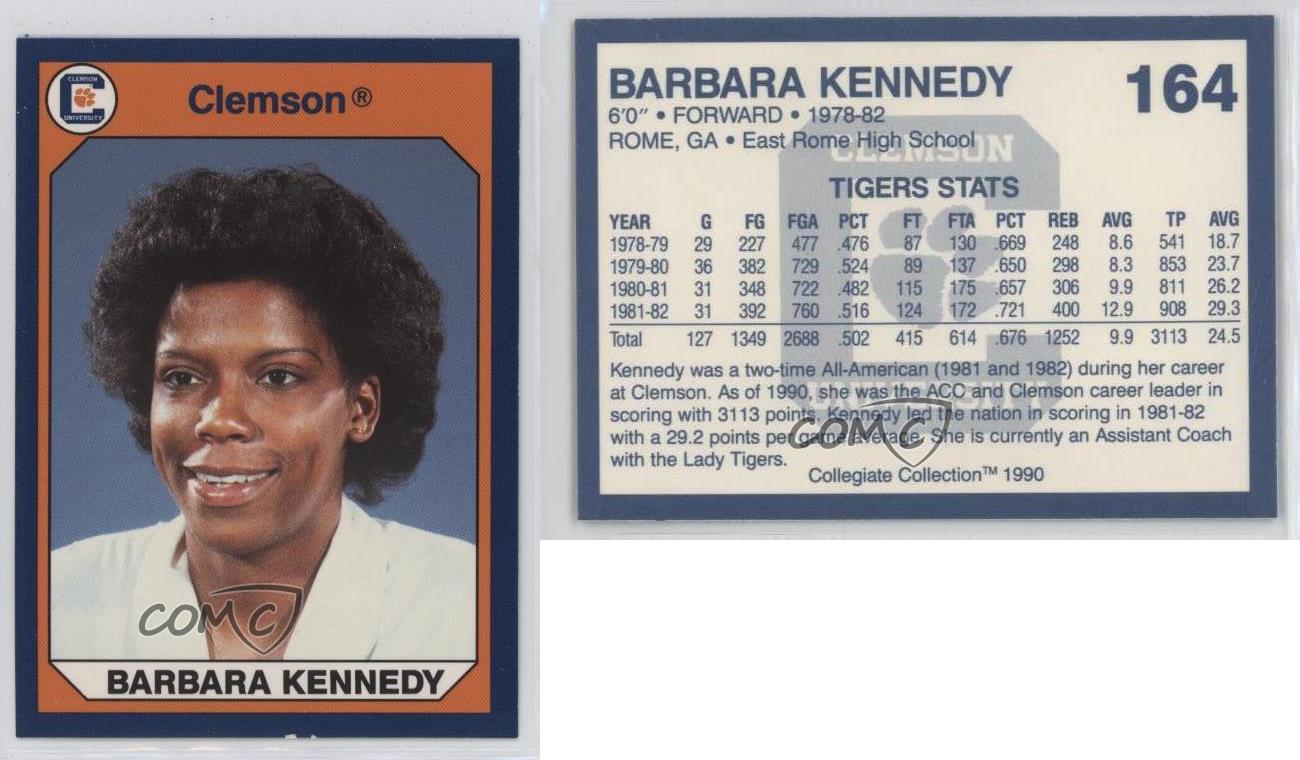 CLEMSON
UNIVERSITY
Clemson®
COMC
BARBARA KENNEDY
BARBARA KENNEDY
164
6'0" • FORWARD • 1978-82
ROME, GA • East Rome High School
CLEMSON
TIGERS STATS
YEAR G FG FGA PCT FT FTA PCT REB AVG TP AVG
1978-79 29 227 477 .476 87 130 .669 248 8.6 541 18.7
1979-80 36 382 729 .524 89 137 .650 298 8.3 853 23.7
1980-81 31 348 722 .482 115 175 .657 306 9.9 811 26.2
1981-82 31 392 760 .516 124 172 .721 400 12.9 908 29.3
Total 127 1349 2688 .502 415 614 .676 1252 9.9 3113 24.5
Kennedy was a two-time All-American (1981 and 1982) during her career
at Clemson. As of 1990, she was the ACC and Clemson career leader in
UNIVERSITY
scoring with 3113 points. Kennedy led the nation in scoring in 1981-82
COMC
with a 29.2 points per game average. She is currently an Assistant Coach
with the Lady Tigers.
Collegiate Collection™ 1990